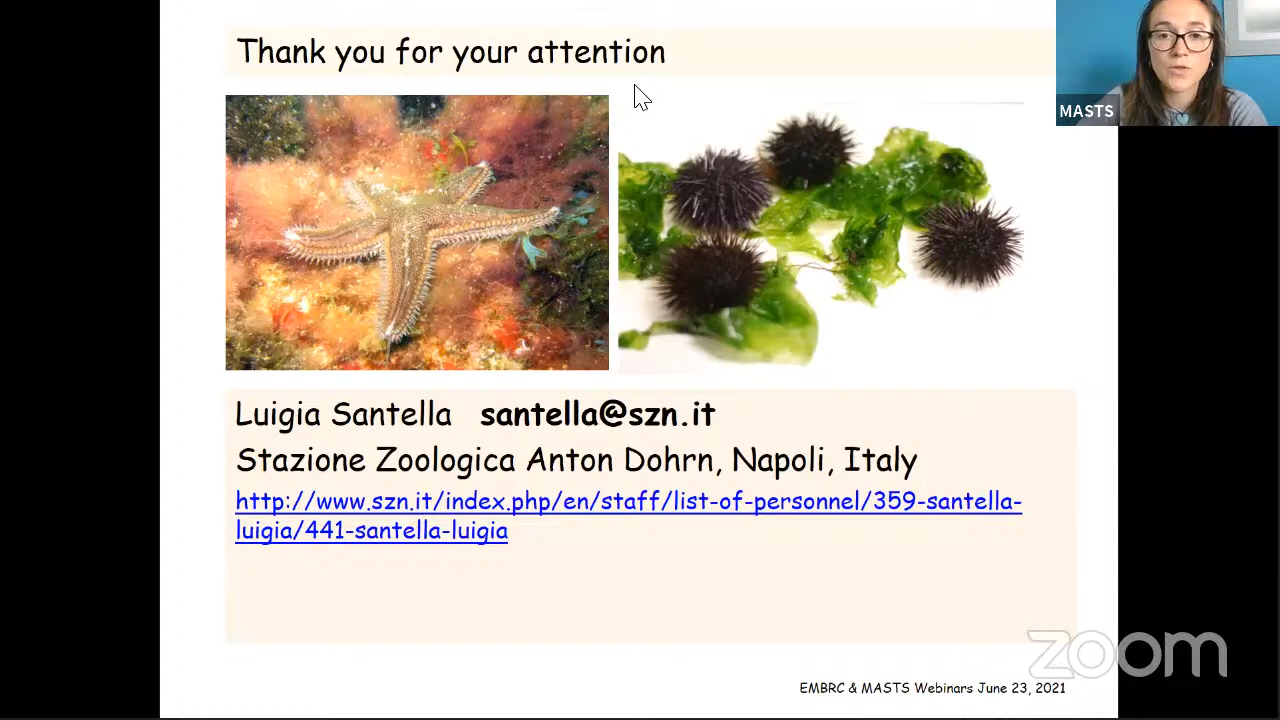 Thank you for your attention
MASTS
Luigia Santella santella@szn.it
Stazione Zoologica Anton Dohrn, Napoli, Italy
http://www.szn.it/index.php/en/staff/list-of-personnel/359-santella-
luigia/441-santella-luigia
zoom
EMBRC & MASTS Webinars June 23, 2021